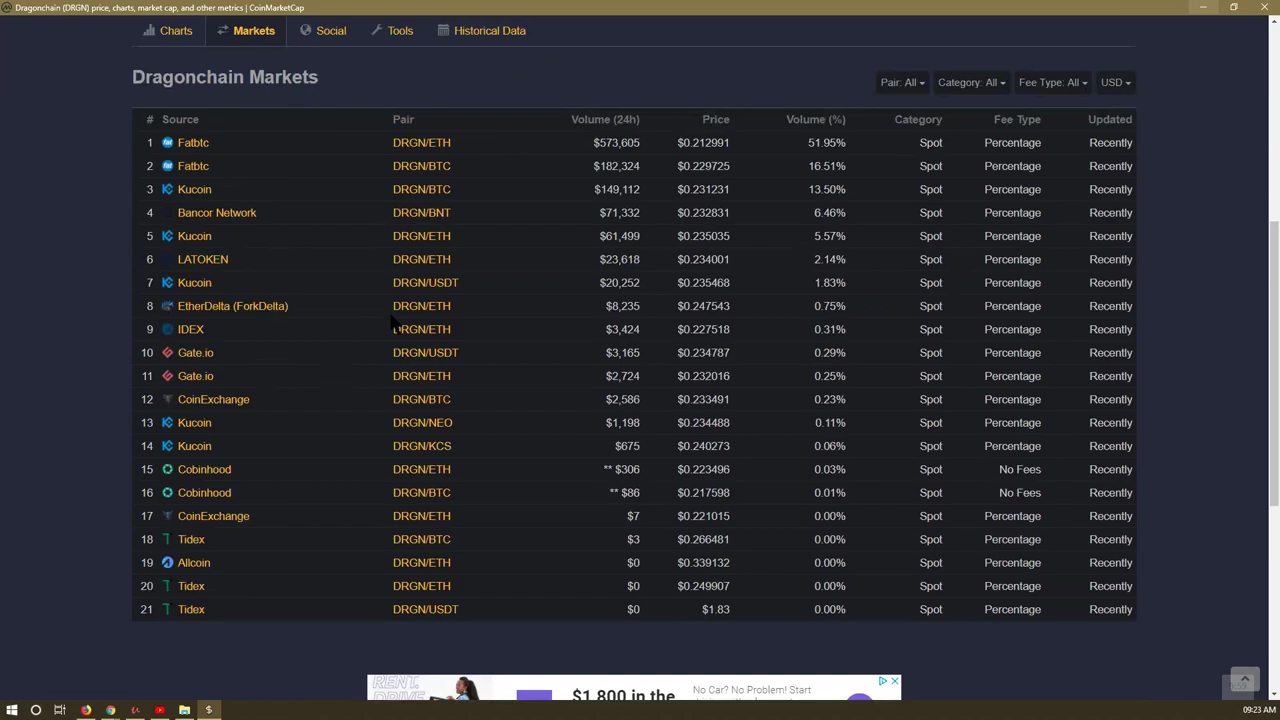 Dragonchain (DRGN) price, charts, market cap, and other metrics | CoinMarketCap
Charts Markets Social Tools Historical Data
Dragonchain Markets
Pair: All Category: All Fee Type: All USD
# Source Pair Volume (24h) Price Volume (%) Category Fee Type Updated
1 Fatbtc DRGN/ETH $573,605 $0.212991 51.95% Spot Percentage Recently
2 Fatbtc DRGN/BTC $182,324 $0.229725 16.51% Spot Percentage Recently
3 Kucoin DRGN/BTC $149,112 $0.231231 13.50% Spot Percentage Recently
4 Bancor Network DRGN/BNT $71,332 $0.232831 6.46% Spot Percentage Recently
5 Kucoin DRGN/ETH $61,499 $0.235035 5.57% Spot Percentage Recently
6 LATOKEN DRGN/ETH $23,618 $0.234001 2.14% Spot Percentage Recently
7 Kucoin DRGN/USDT $20,252 $0.235468 1.83% Spot Percentage Recently
8 EtherDelta (ForkDelta) DRGN/ETH $8,235 $0.247543 0.75% Spot Percentage Recently
9 IDEX DRGN/ETH $3,424 $0.227518 0.31% Spot Percentage Recently
10 Gate.io DRGN/USDT $3,165 $0.234787 0.29% Spot Percentage Recently
11 Gate.io DRGN/ETH $2,724 $0.232016 0.25% Spot Percentage Recently
12 CoinExchange DRGN/BTC $2,586 $0.233491 0.23% Spot Percentage Recently
13 Kucoin DRGN/NEO $1,198 $0.234488 0.11% Spot Percentage Recently
14 Kucoin DRGN/KCS $675 $0.240273 0.06% Spot Percentage Recently
15 Cobinhood DRGN/ETH ** $306 $0.223496 0.03% Spot No Fees Recently
16 Cobinhood DRGN/BTC ** $86 $0.217598 0.01% Spot No Fees Recently
17 CoinExchange DRGN/ETH $7 $0.221015 0.00% Spot Percentage Recently
18 Tidex DRGN/BTC $3 $0.266481 0.00% Spot Percentage Recently
19 Allcoin DRGN/ETH $0 $0.339132 0.00% Spot Percentage Recently
20 Tidex DRGN/ETH $0 $0.249907 0.00% Spot Percentage Recently
21 Tidex DRGN/USDT $0 $1.83 0.00% Spot Percentage Recently
RENT.
DRIVE
$1,800 in the
No Car? No Problem! Start
09:23 AM